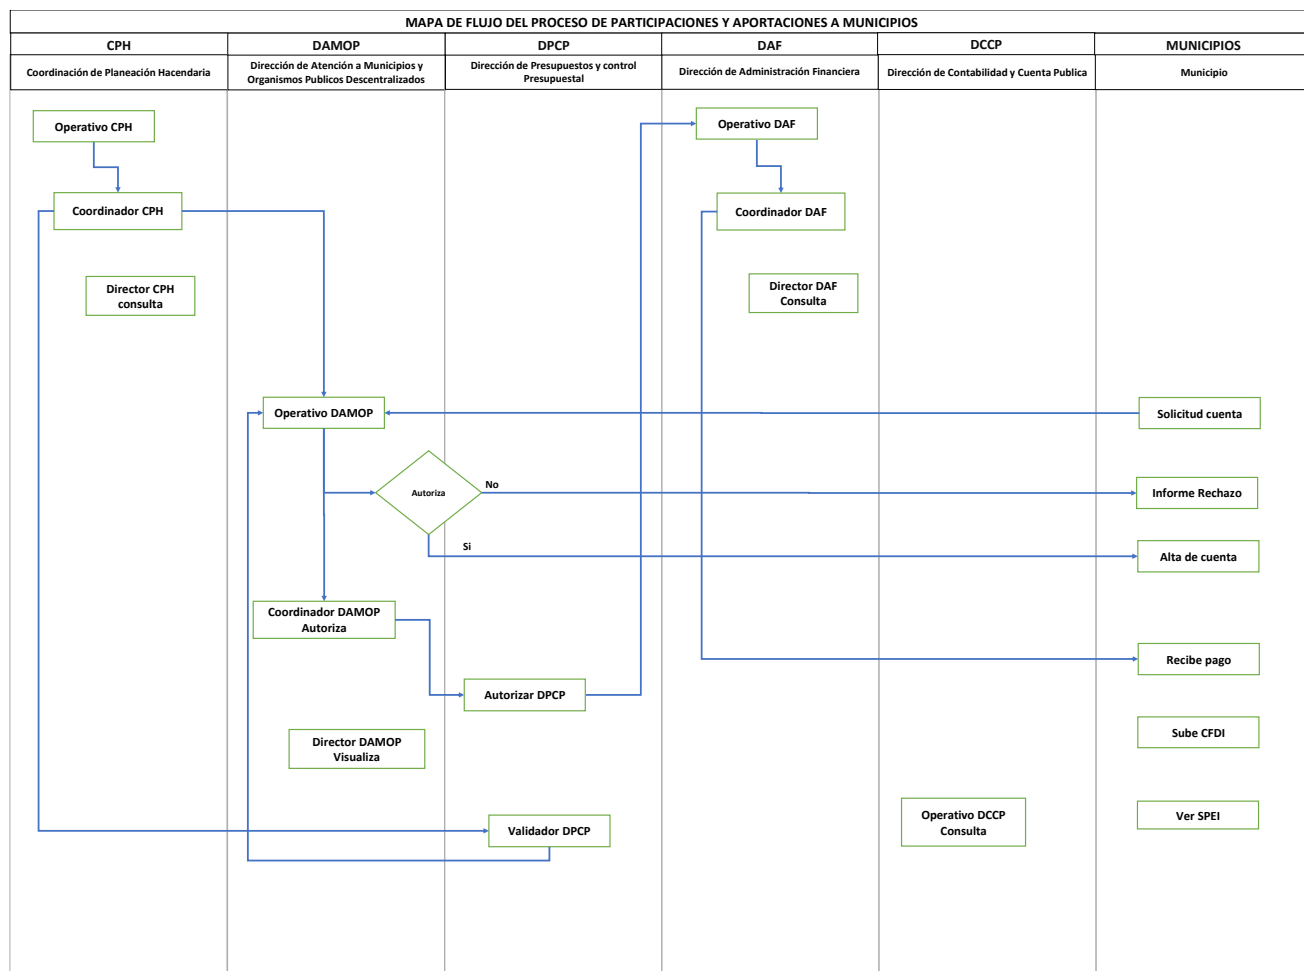 MAPA DE FLUJO DEL PROCESO DE PARTICIPACIONES Y APORTACIONES A MUNICIPIOS
CPH
DAMOP
DPCP
DAF
DCCP
MUNICIPIOS
Coordinación de Planeación Hacendaria
Dirección de Atención a Municipios y
Organismos Publicos Descentralizados
Dirección de Presupuestos y control
Presupuestal
Dirección de Administración Financiera
Dirección de Contabilidad y Cuenta Publica
Municipio
Operativo CPH
Operativo DAF
Coordinador CPH
Coordinador DAF
Director CPH
consulta
Director DAF
Consulta
Operativo DAMOP
Solicitud cuenta
Autoriza
No
Informe Rechazo
Si
Alta de cuenta
Coordinador DAMOP
Autoriza
Recibe pago
Autorizar DPCP
Director DAMOP
Visualiza
Sube CFDI
Validador DPCP
Operativo DCCP
Consulta
Ver SPEI